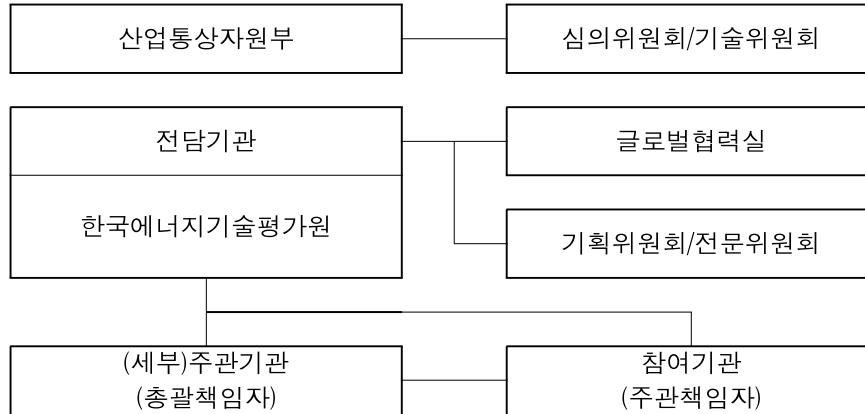 산업통상자원부
심의위원회/기술위원회
전담기관
글로벌협력실
한국에너지기술평가원
기획위원회/전문위원회
(세부)주관기관
(총괄책임자)
참여기관
(주관책임자)